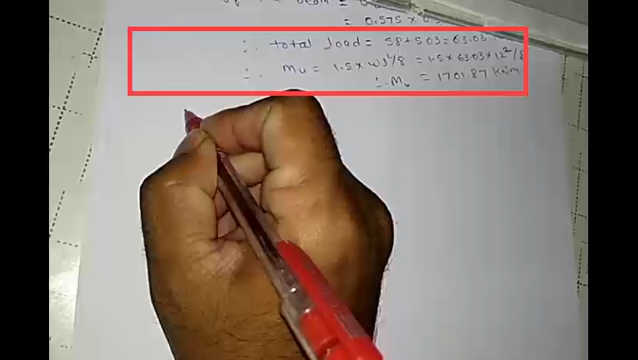 = 0.575 x 0
∴ total load = 58 + 5.03 = 63.03
∴ Mu = 1.5 x wl²/8 = 1.5 x 63.03 x 12²/8
∴ Mu = 1701.87 KNm